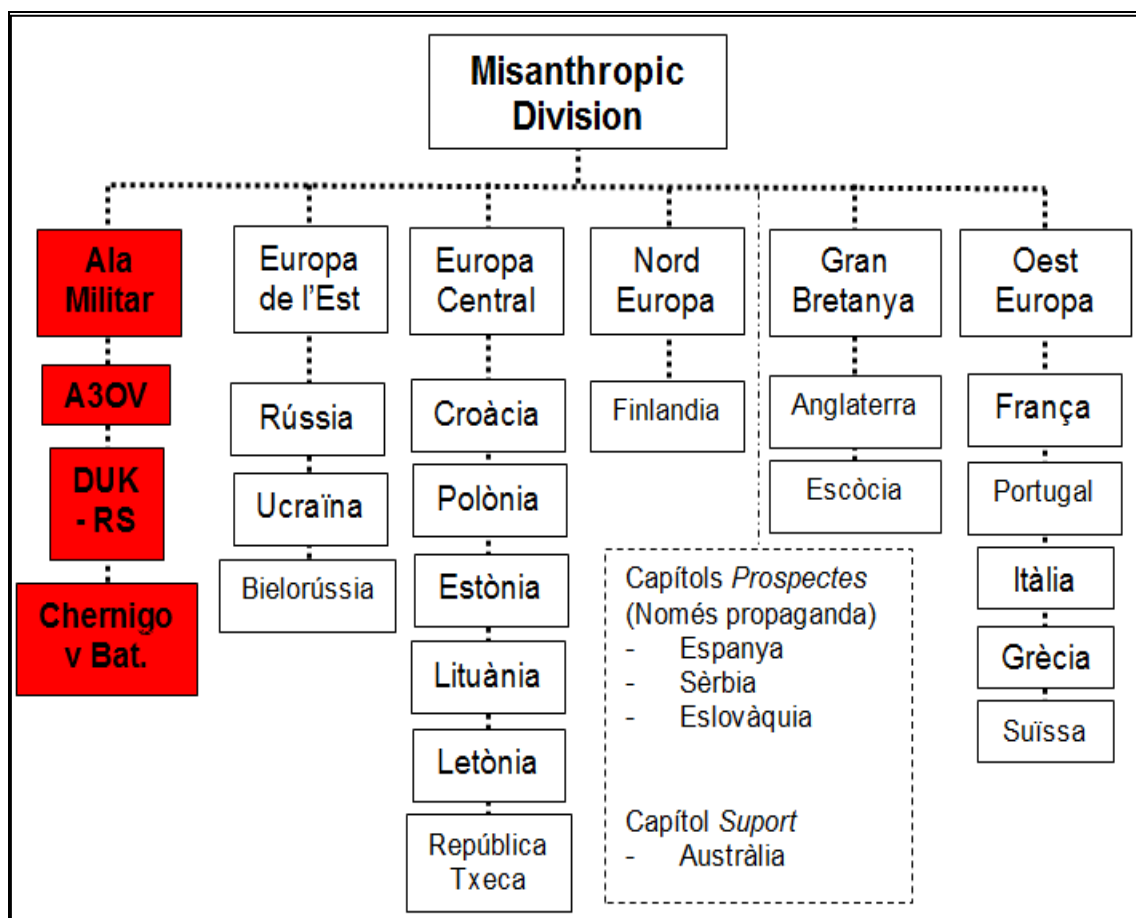 Misanthropic
Division
Ala
Militar
A3OV
DUK
- RS
Chernigo
v Bat.
Europa
de l'Est
Rússia
Ucraïna
Bielorússia
Europa
Central
Croàcia
Polònia
Estònia
Lituània
Letònia
República
Txeca
Nord
Europa
Finlandia
Capítols Prospectes
(Només propaganda)
- Espanya
- Sèrbia
- Eslovàquia
Capítol Suport
- Austràlia
Gran
Bretanya
Anglaterra
Escòcia
Oest
Europa
França
Portugal
Itàlia
Grècia
Suïssa